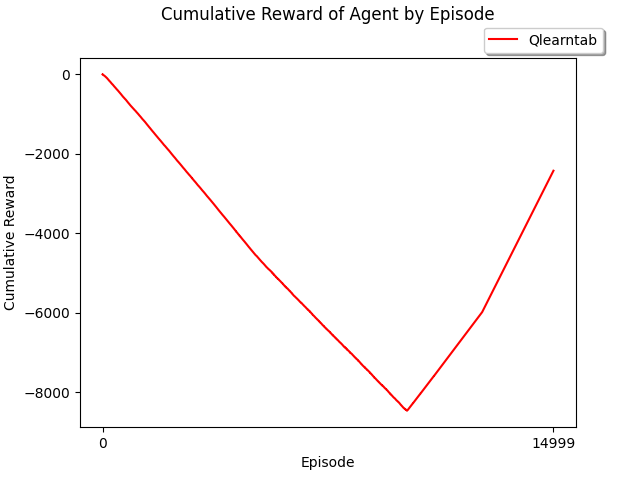 Cumulative Reward of Agent by Episode
Qlearntab
0
−2000
−4000
−6000
−8000
Cumulative Reward
0
14999
Episode